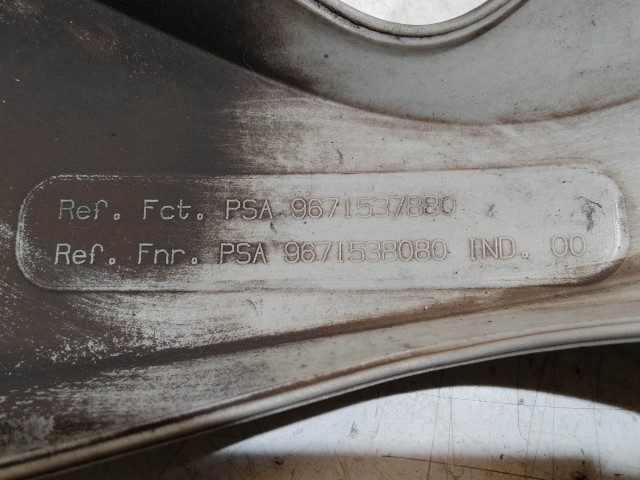 Ref. Fct. PSA 9671537880
Ref. Fnr. PSA 9671538080 IND. 00